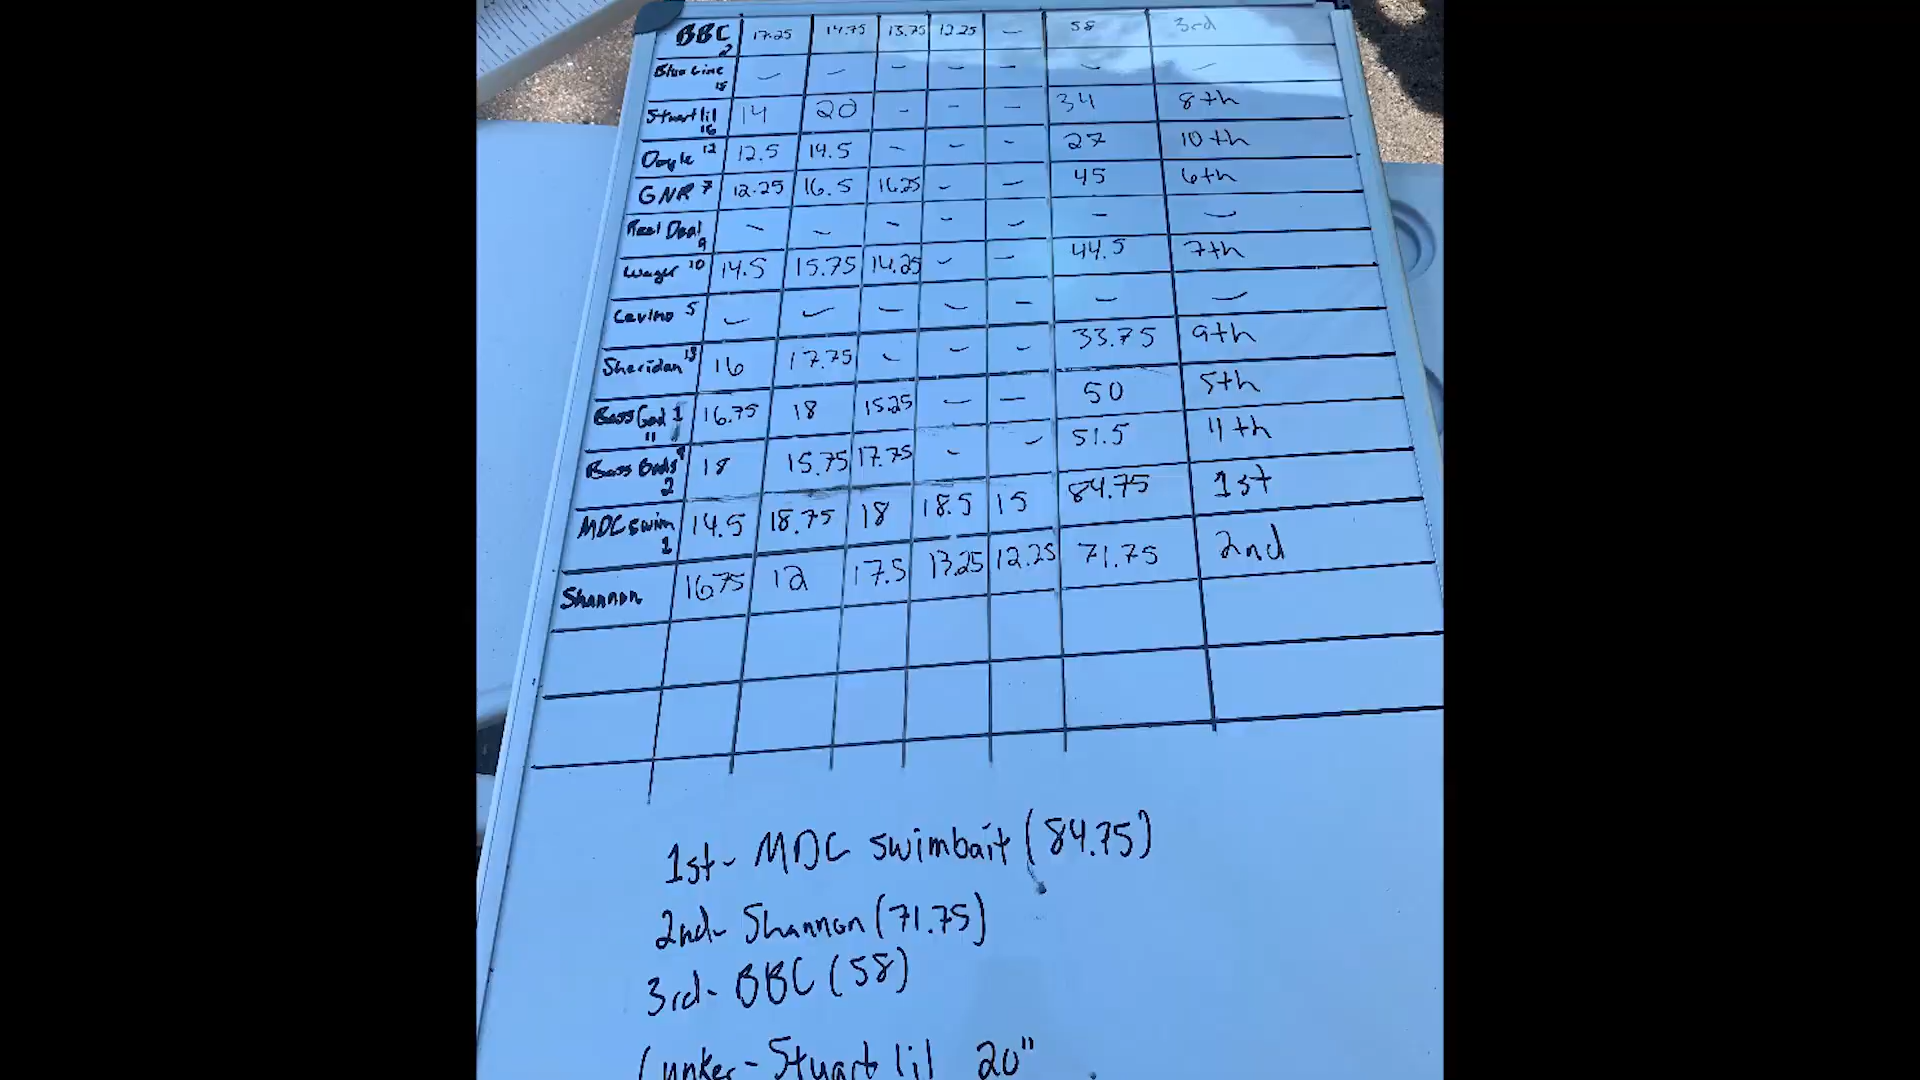 BBC 2 17.25 14.75 13.75 12.25 - 58 3rd
Blue Line 15 - - - - - - -
Stuart lil 16 14 20 - - - 34 8th
Doyle 12 12.5 14.5 - - - 27 10th
GNR 7 12.25 16.5 16.25 - - 45 6th
Reel Deal 9 - - - - - - -
Wager 10 14.5 15.75 14.25 - - 44.5 7th
Cavino 5 - - - - - - -
Sheridan 13 16 17.75 - - - 33.75 9th
Bass God 1 11 16.75 18 15.25 - - 50 5th
Bass Gods 2 18 15.75 17.75 - - 51.5 4th
MDC swim 1 14.5 18.75 18 18.5 15 84.75 1st
Shannon 16.75 12 17.5 13.25 12.25 71.75 2nd
1st- MDC swimbait (84.75)
2nd- Shannon (71.75)
3rd- BBC (58)
Lunker - Stuart lil 20"